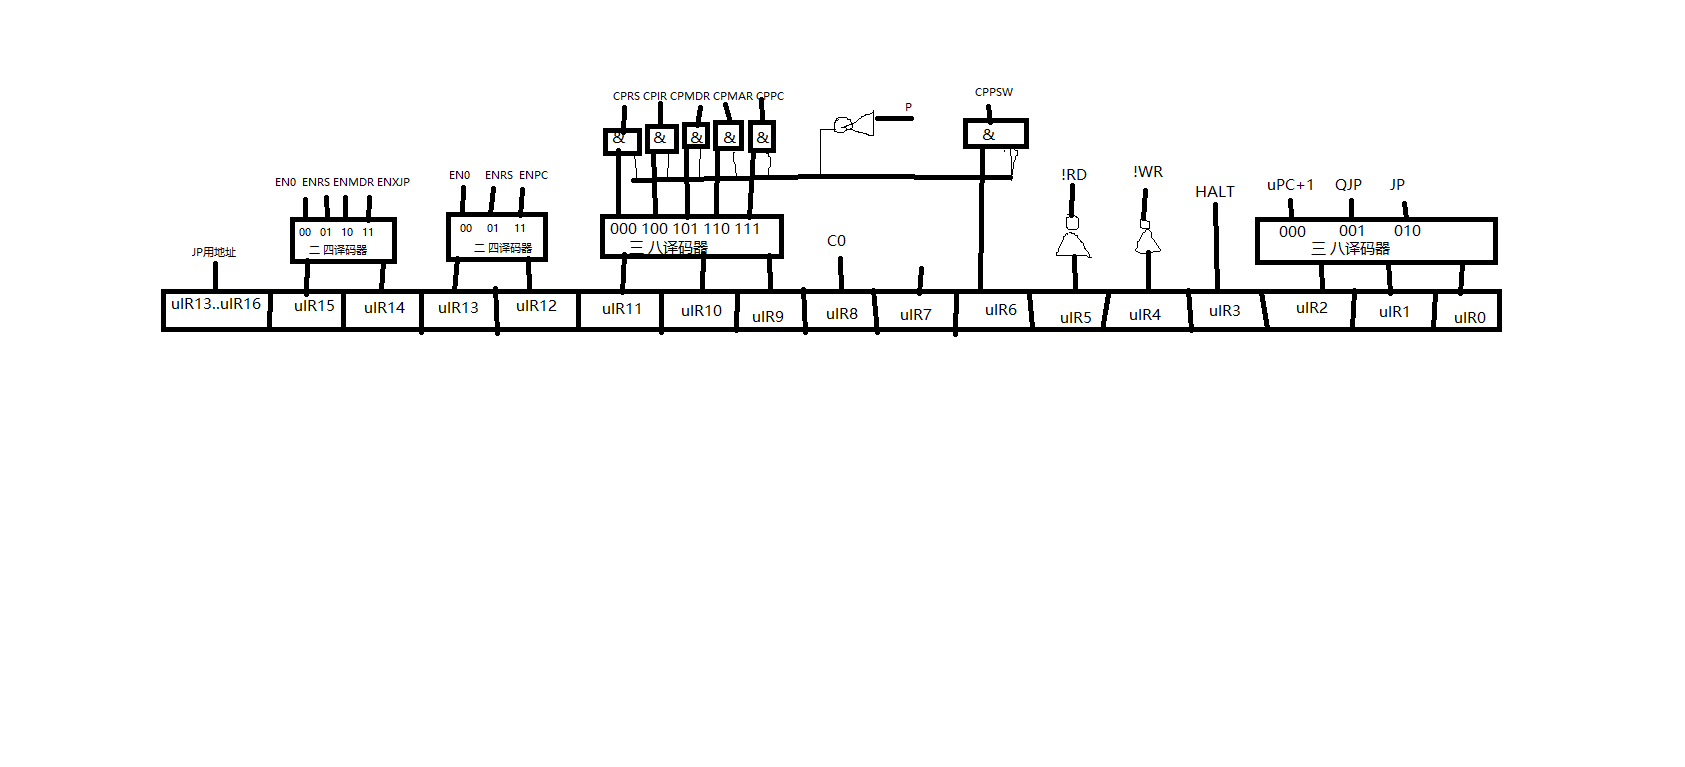 CPRS CPIR CPMDR CPMAR CPPC
P
CPPSW
& & & & &
&
EN0 ENRS ENMDR ENXJP
EN0 ENRS ENPC
!RD
!WR
HALT
uPC+1 QJP JP
00 01 10 11
二 四译码器
00 01 11
二 四译码器
000 100 101 110 111
三 八译码器
000 001 010
三 八译码器
JP用地址
C0
uIR13..uIR16 uIR15 uIR14 uIR13 uIR12 uIR11 uIR10 uIR9 uIR8 uIR7 uIR6 uIR5 uIR4 uIR3 uIR2 uIR1 uIR0